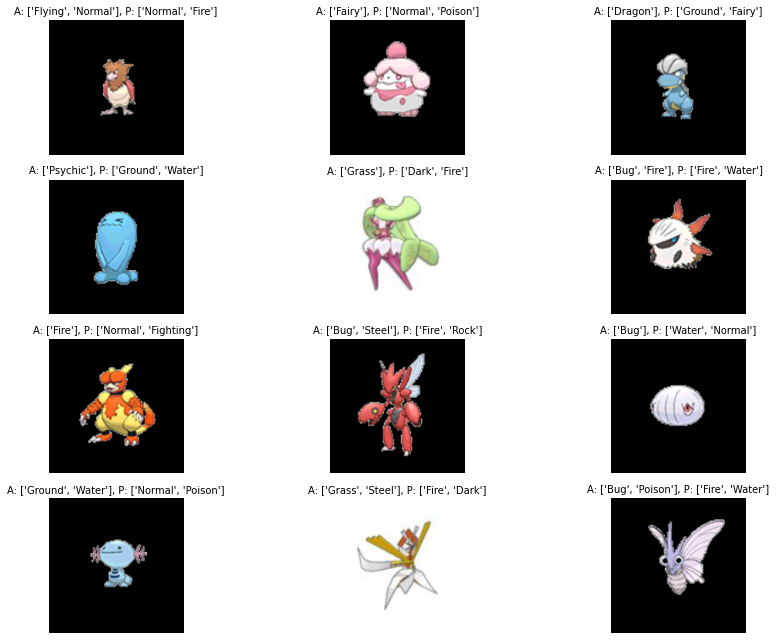 A: ['Flying', 'Normal'], P: ['Normal', 'Fire']
A: ['Fairy'], P: ['Normal', 'Poison']
A: ['Dragon'], P: ['Ground', 'Fairy']
A: ['Psychic'], P: ['Ground', 'Water']
A: ['Grass'], P: ['Dark', 'Fire']
A: ['Bug', 'Fire'], P: ['Fire', 'Water']
A: ['Fire'], P: ['Normal', 'Fighting']
A: ['Bug', 'Steel'], P: ['Fire', 'Rock']
A: ['Bug'], P: ['Water', 'Normal']
A: ['Ground', 'Water'], P: ['Normal', 'Poison']
A: ['Grass', 'Steel'], P: ['Fire', 'Dark']
A: ['Bug', 'Poison'], P: ['Fire', 'Water']